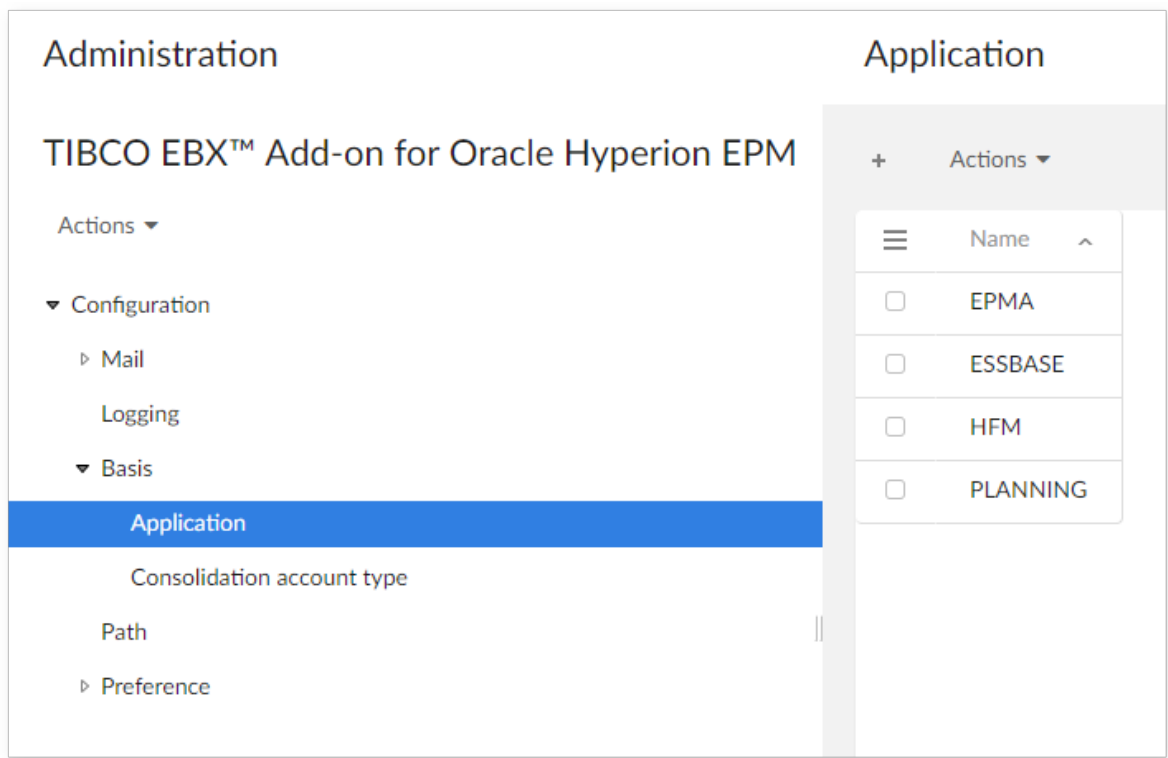 Administration
TIBCO EBX™ Add-on for Oracle Hyperion EPM
Actions
Configuration
Mail
Logging
Basis
Application
Consolidation account type
Path
Preference
Application
+ Actions
Name
EPMA
ESSBASE
HFM
PLANNING